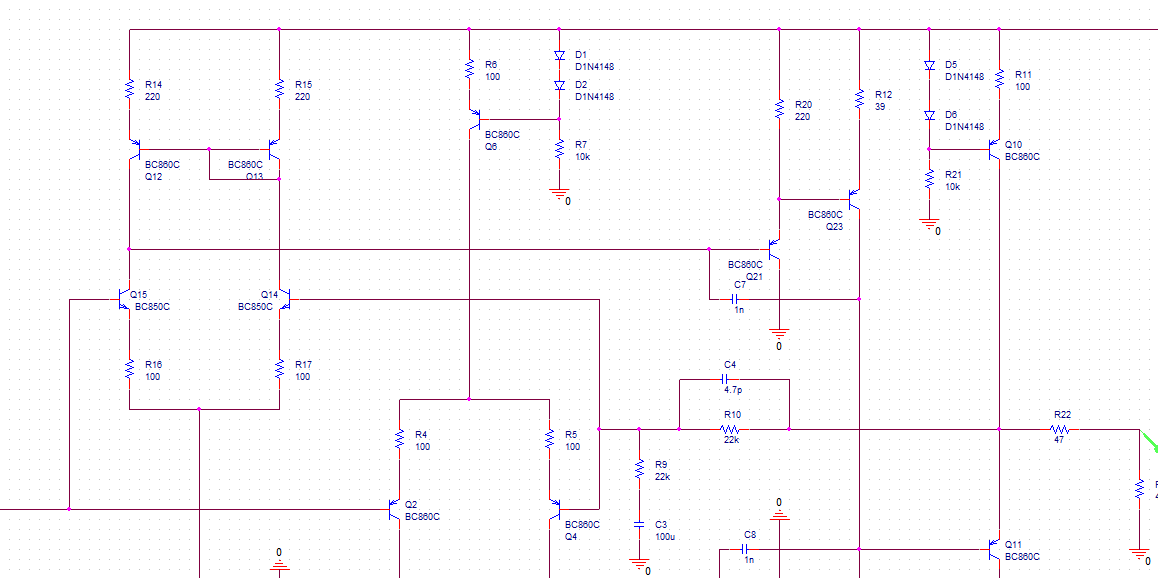 D1
D1N4148
D2
D1N4148
R14
220
R15
220
R6
100
BC860C
Q6
R7
10k
0
D5
D1N4148
D6
D1N4148
R11
100
R12
39
R20
220
Q10
BC860C
R21
10k
0
BC860C
Q12
BC860C
Q13
BC860C
Q23
BC860C
Q21
C7
1n
0
Q15
BC850C
Q14
BC850C
R16
100
R17
100
C4
4.7p
R10
22k
R22
47
R4
100
R5
100
R9
22k
Q2
BC860C
BC860C
Q4
C3
100u
0
0
C8
1n
Q11
BC860C
0
0